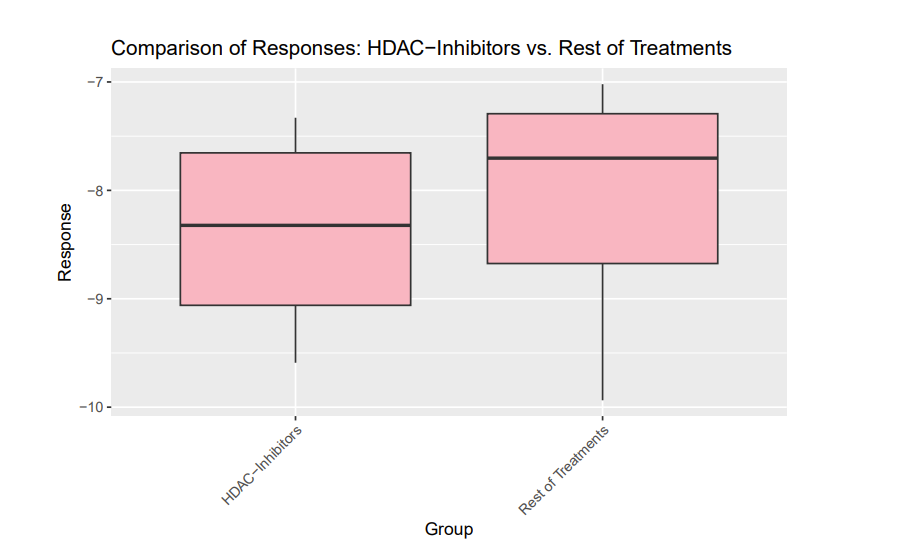 Comparison of Responses: HDAC−Inhibitors vs. Rest of Treatments
Response
−7
−8
−9
−10
HDAC−Inhibitors
Rest of Treatments
Group